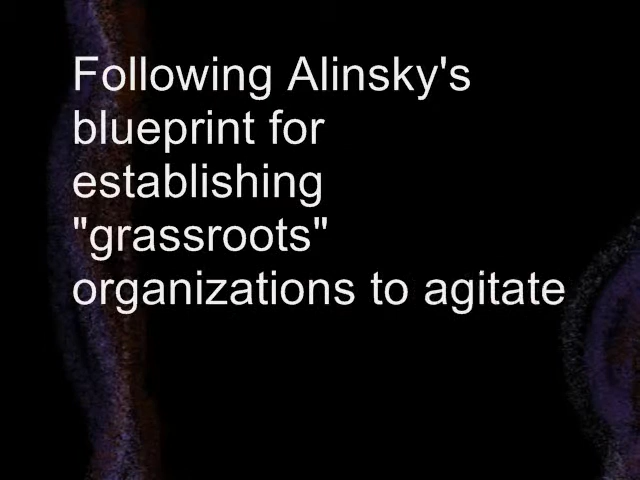 Following Alinsky's
blueprint for
establishing
"grassroots"
organizations to agitate